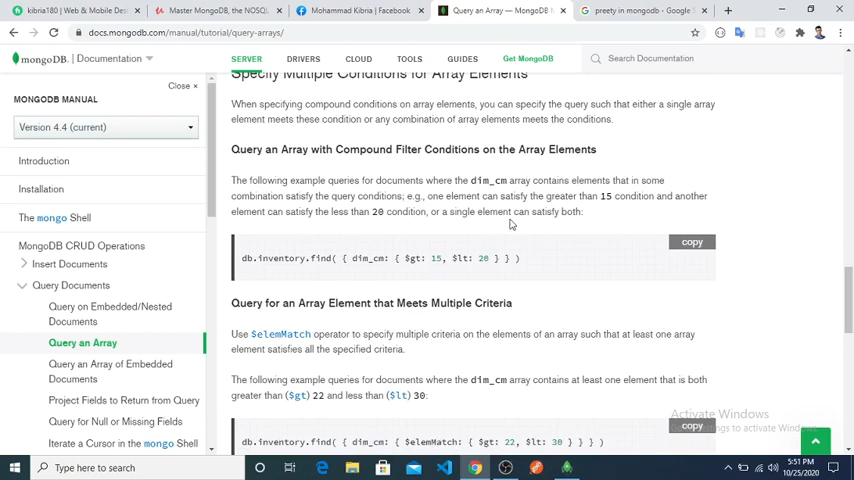 kibria180 | Web & Mobile Des
Master MongoDB, the NOSQL
Mohammad Kibria | Facebook
Query an Array — MongoDB M
preety in mongodb - Google S
docs.mongodb.com/manual/tutorial/query-arrays/
mongoDB. | Documentation
SERVER
DRIVERS
CLOUD
TOOLS
GUIDES
Get MongoDB
Search Documentation
Close ×
MONGODB MANUAL
Version 4.4 (current)
Introduction
Installation
The mongo Shell
MongoDB CRUD Operations
Insert Documents
Query Documents
Query on Embedded/Nested
Documents
Query an Array
Query an Array of Embedded
Documents
Project Fields to Return from Query
Query for Null or Missing Fields
Iterate a Cursor in the mongo Shell
Specify Multiple Conditions for Array Elements
When specifying compound conditions on array elements, you can specify the query such that either a single array
element meets these condition or any combination of array elements meets the conditions.
Query an Array with Compound Filter Conditions on the Array Elements
The following example queries for documents where the dim_cm array contains elements that in some
combination satisfy the query conditions; e.g., one element can satisfy the greater than 15 condition and another
element can satisfy the less than 20 condition, or a single element can satisfy both:
copy
db.inventory.find( { dim_cm: { $gt: 15, $lt: 20 } } )
Query for an Array Element that Meets Multiple Criteria
Use $elemMatch operator to specify multiple criteria on the elements of an array such that at least one array
element satisfies all the specified criteria.
The following example queries for documents where the dim_cm array contains at least one element that is both
greater than ($gt) 22 and less than ($lt) 30:
copy
db.inventory.find( { dim_cm: { $elemMatch: { $gt: 22, $lt: 30 } } } )
Activate Windows
Go to Settings to activate Windows.
Type here to search
5:51 PM
10/25/2020